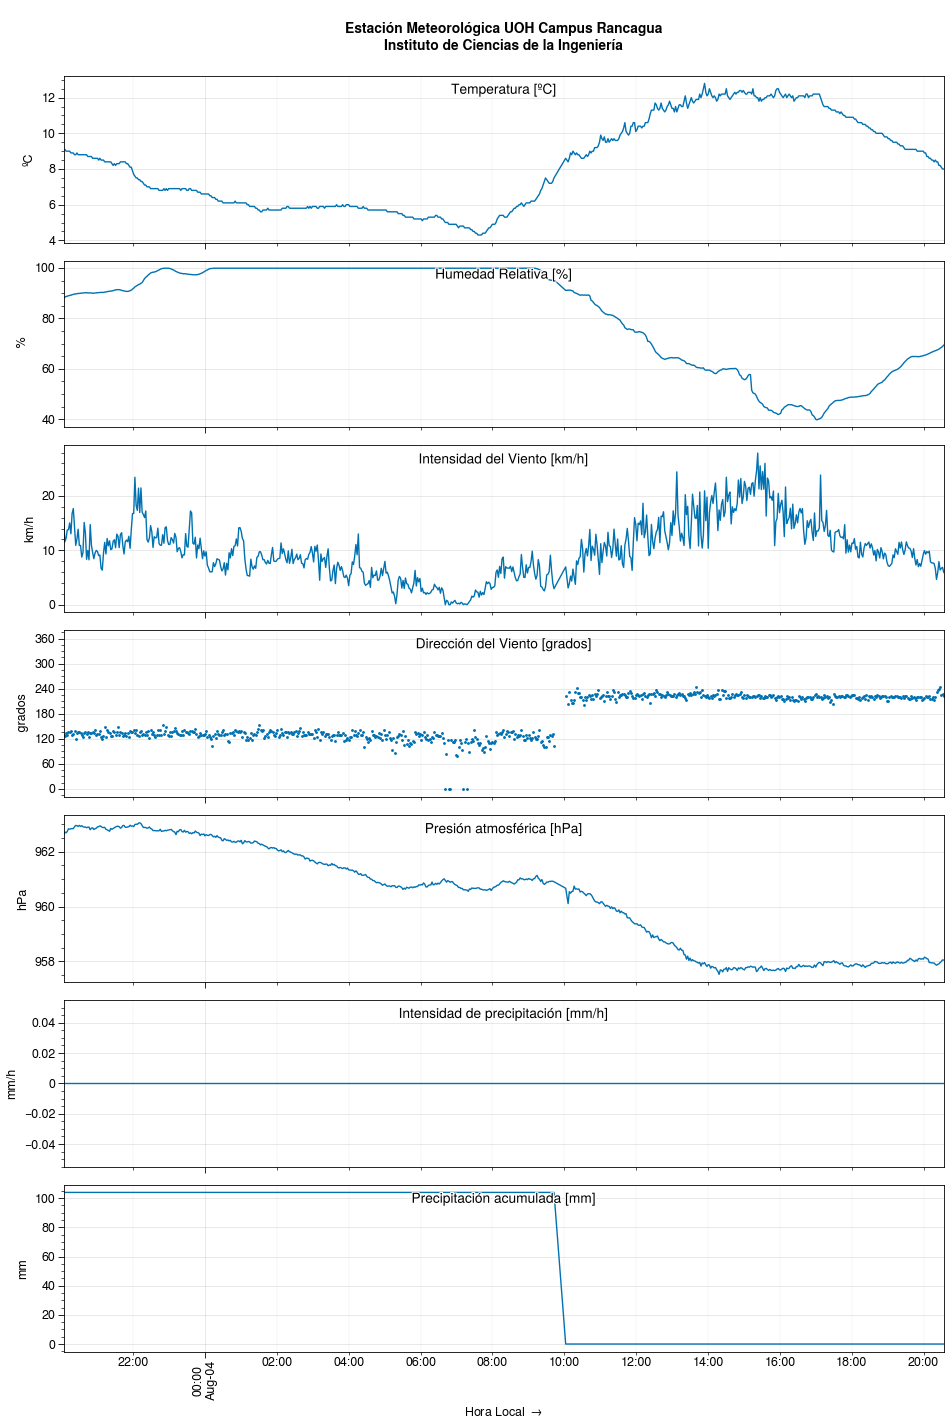 Estación Meteorológica UOH Campus Rancagua
Instituto de Ciencias de la Ingeniería
Temperatura [ºC]
ºC
12
10
8
6
4
Humedad Relativa [%]
%
100
80
60
40
Intensidad del Viento [km/h]
km/h
20
10
0
Dirección del Viento [grados]
grados
360
300
240
180
120
60
0
Presión atmosférica [hPa]
hPa
962
960
958
Intensidad de precipitación [mm/h]
mm/h
0.04
0.02
0
−0.02
−0.04
Precipitación acumulada [mm]
mm
100
80
60
40
20
0
22:00
00:00
Aug-04
02:00
04:00
06:00
08:00
10:00
12:00
14:00
16:00
18:00
20:00
Hora Local →